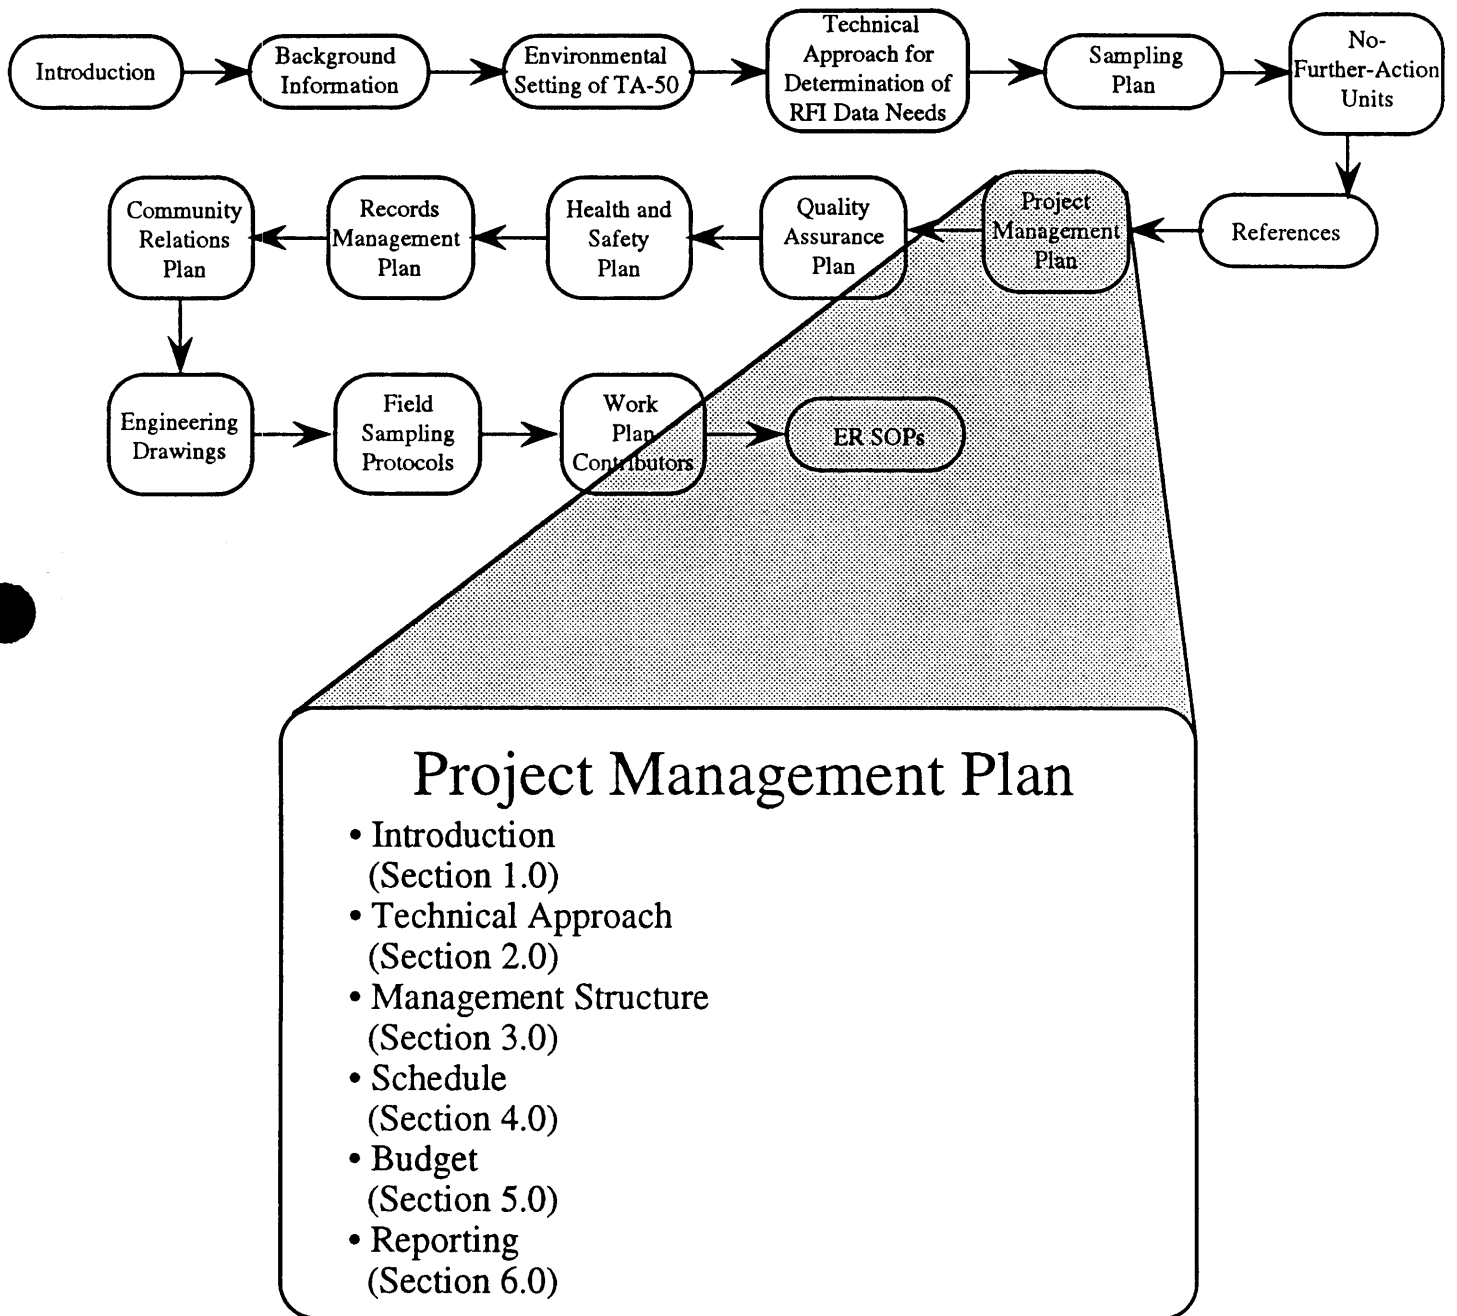 Introduction
Background
Information
Environmental
Setting of TA-50
Technical
Approach for
Determination of
RFI Data Needs
Sampling
Plan
No-
Further-Action
Units
References
Project
Management
Plan
Quality
Assurance
Plan
Health and
Safety
Plan
Records
Management
Plan
Community
Relations
Plan
Engineering
Drawings
Field
Sampling
Protocols
Work
Plan
Contributors
ER SOPs
Project Management Plan
• Introduction
(Section 1.0)
• Technical Approach
(Section 2.0)
• Management Structure
(Section 3.0)
• Schedule
(Section 4.0)
• Budget
(Section 5.0)
• Reporting
(Section 6.0)